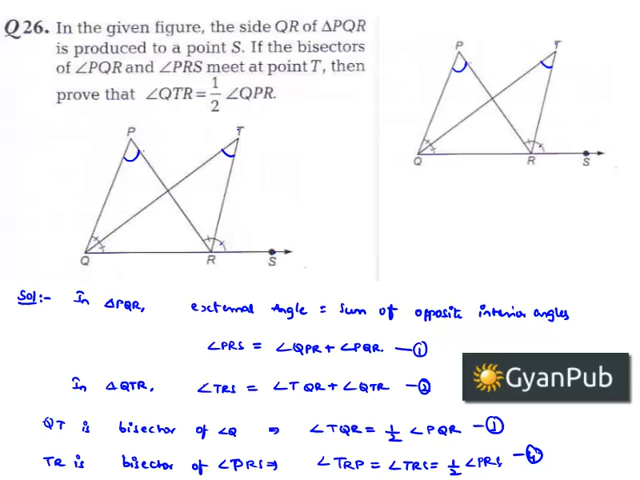 Q 26. In the given figure, the side QR of ΔPQR
is produced to a point S. If the bisectors
of ∠PQR and ∠PRS meet at point T, then
prove that ∠QTR = 1/2 ∠QPR.
P T
Q R S
P T
Q R S
Sol:- In ΔPQR, external Angle = Sum of opposite interior angles
∠PRS = ∠QPR + ∠PQR. —①
In ΔQTR, ∠TRS = ∠TQR + ∠QTR —②
GyanPub
QT is bisector of ∠Q ⇒ ∠TQR = 1/2 ∠PQR —③
TR is bisector of ∠PRS ⇒ ∠TRP = ∠TRS = 1/2 ∠PRS —④